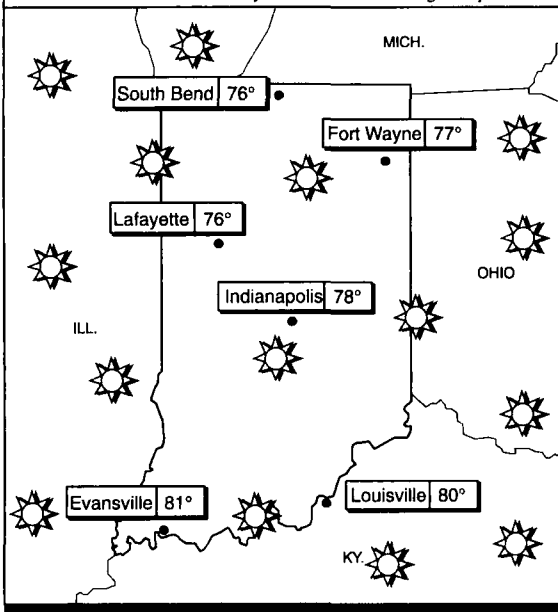 MICH.
South Bend 76°
Fort Wayne 77°
Lafayette 76°
OHIO
Indianapolis 78°
ILL.
Evansville 81°
Louisville 80°
KY.